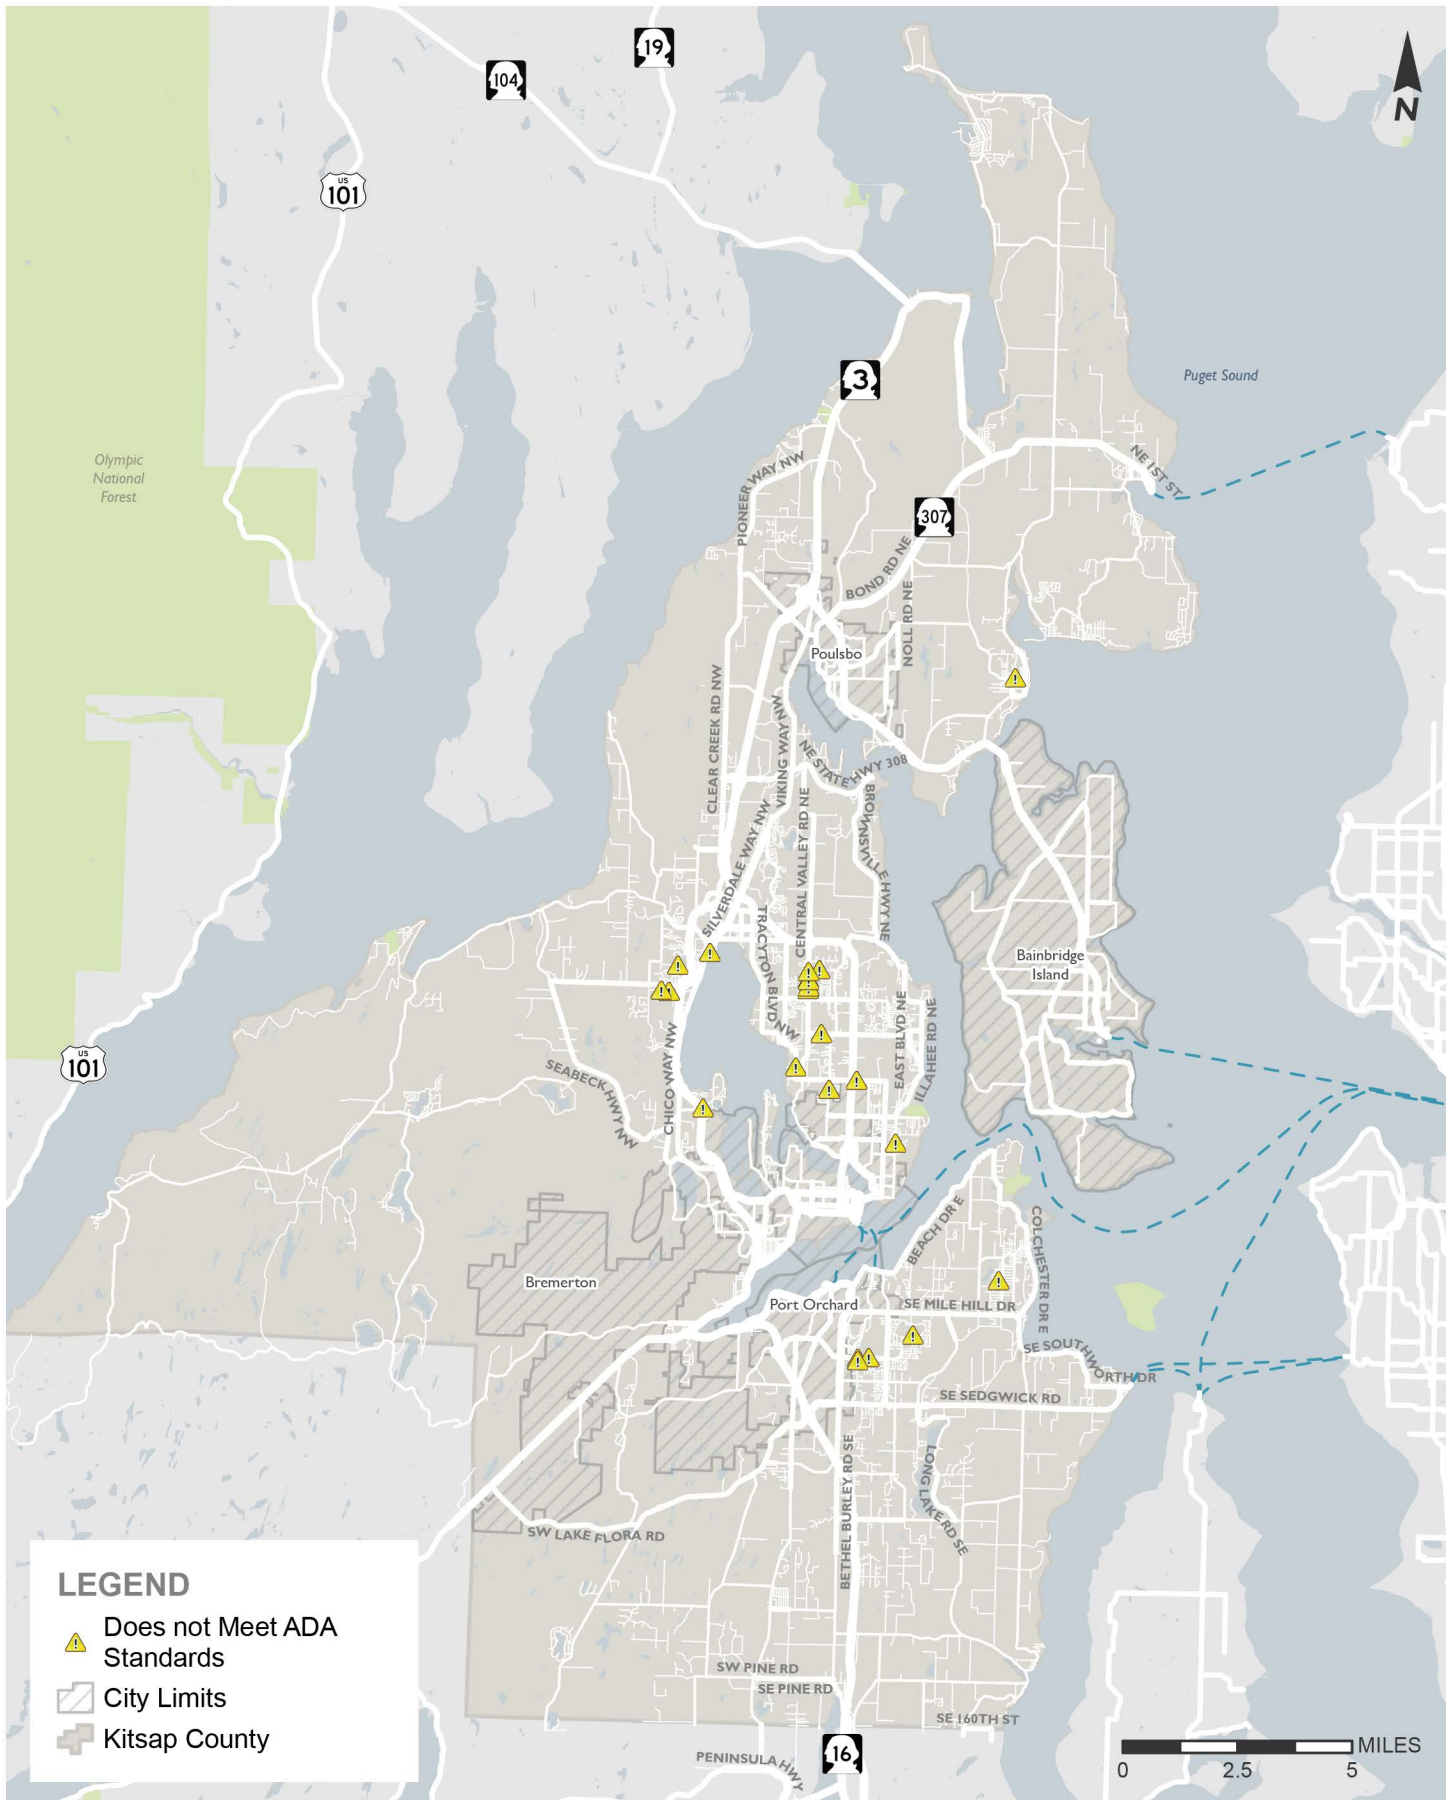 19
104
N
US
101
3
Puget Sound
NE 1ST ST
Olympic
National
Forest
PIONEER WAY NW
307
BOND RD NE
NOLL RD NE
Poulsbo
CLEAR CREEK RD NW
VIKING WAY NW
NE STATE HWY 308
SILVERDALE WAY NW
CENTRAL VALLEY RD NE
BROWNSVILLE HWY NE
TRACYTON BLVD NW
Bainbridge
Island
EAST BLVD NE
ILLAHEE RD NE
US
101
SEABECK HWY NW
CHICO WAY NW
BEACH DR E
COLCHESTER DR E
Bremerton
Port Orchard
SE MILE HILL DR
SE SOUTHWORTH DR
SE SEDGWICK RD
BETHEL BURLEY RD SE
LONG LAKE RD SE
SW LAKE FLORA RD
SW PINE RD
SE PINE RD
SE 160TH ST
16
PENINSULA HWY
LEGEND
Does not Meet ADA
Standards
City Limits
Kitsap County
MILES
0 2.5 5